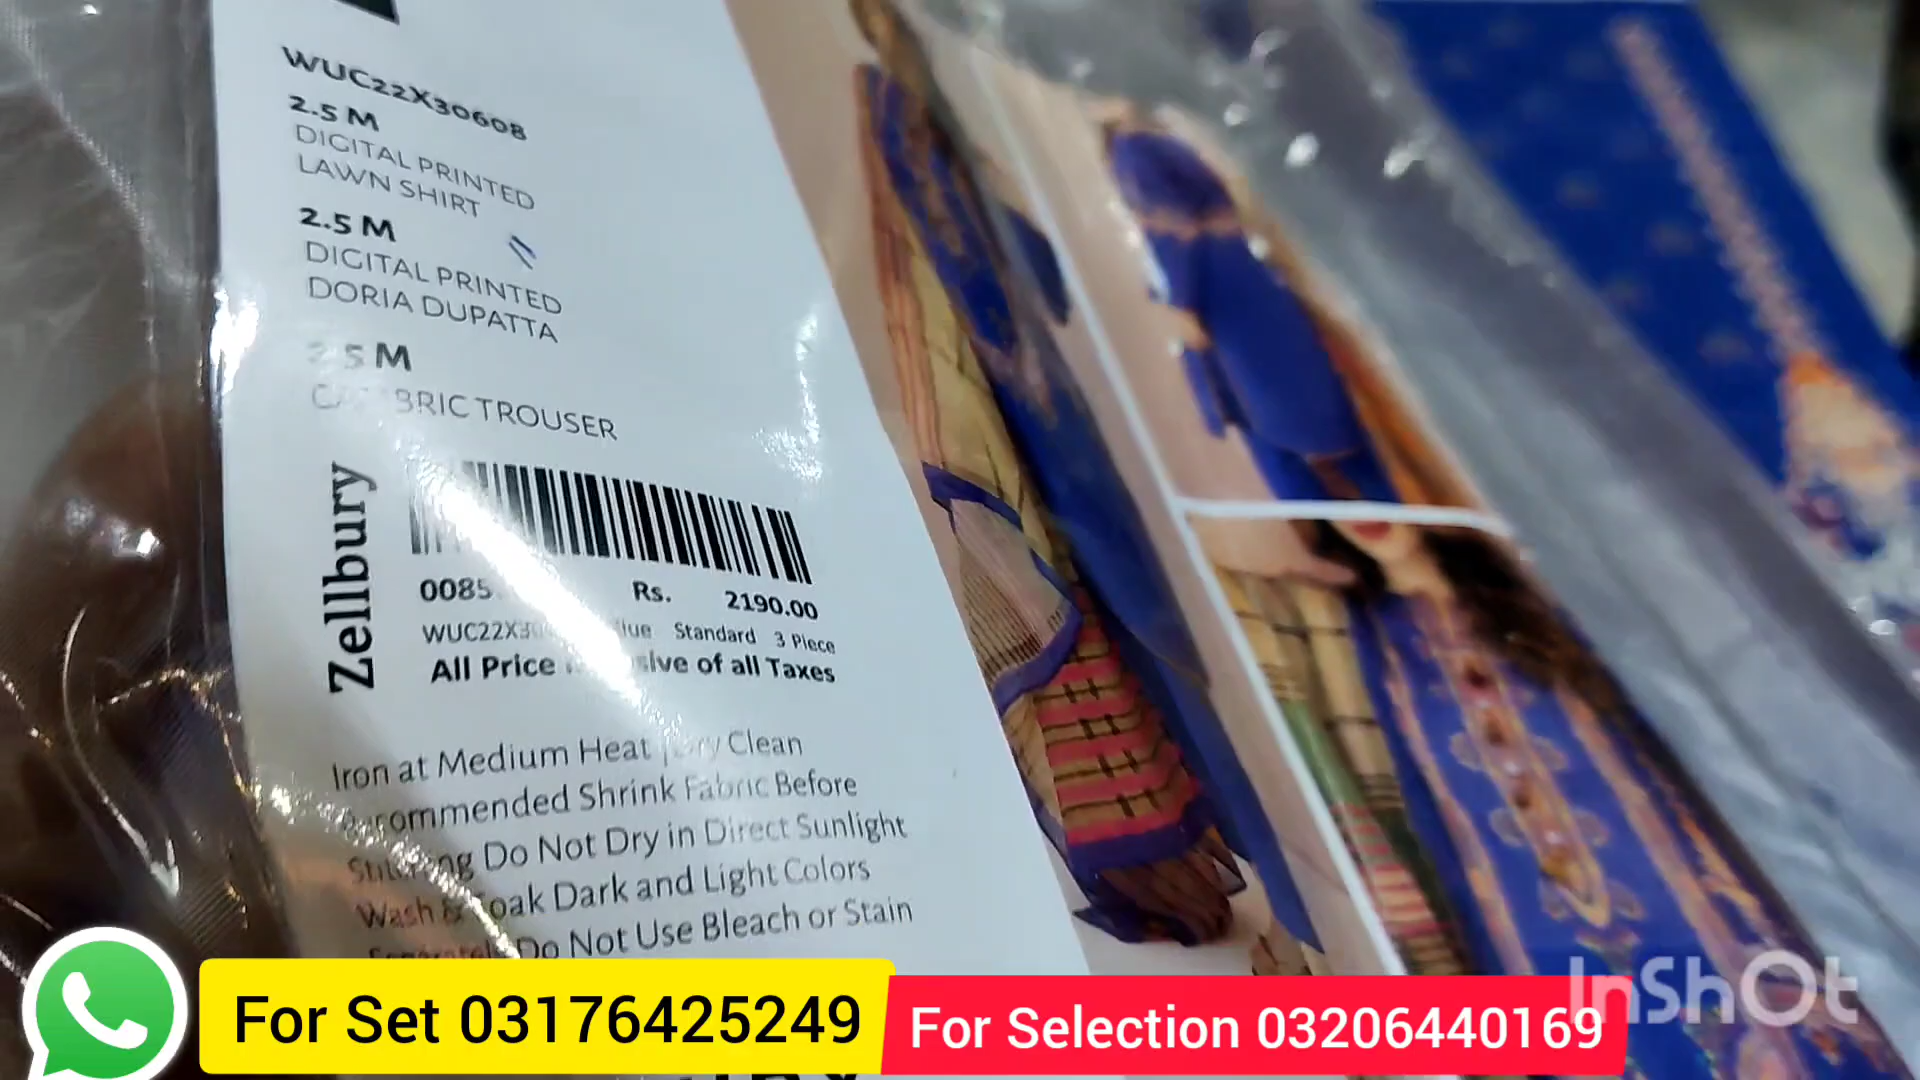 WUC22X30608
2.5 M
DIGITAL PRINTED
LAWN SHIRT
2.5 M
DIGITAL PRINTED
DORIA DUPATTA
5 M
TROUSER
Zellbury
0085 Rs. 2190.00
Standard 3 Piece
All Price of all Taxes
Iron at Medium Heat Clean
Shrink Fabric Before
Do Not Dry in Direct Sunlight
Wash & Dark and Light Colors
Do Not Use Bleach or Stain
For Set 03176425249
For Selection 03206440169
InShOt